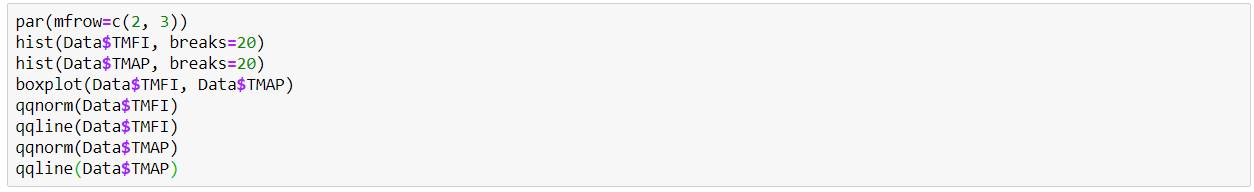 par(mfrow=c(2, 3))
hist(Data$TMFI, breaks=20)
hist(Data$TMAP, breaks=20)
boxplot(Data$TMFI, Data$TMAP)
qqnorm(Data$TMFI)
qqline(Data$TMFI)
qqnorm(Data$TMAP)
qqline(Data$TMAP)